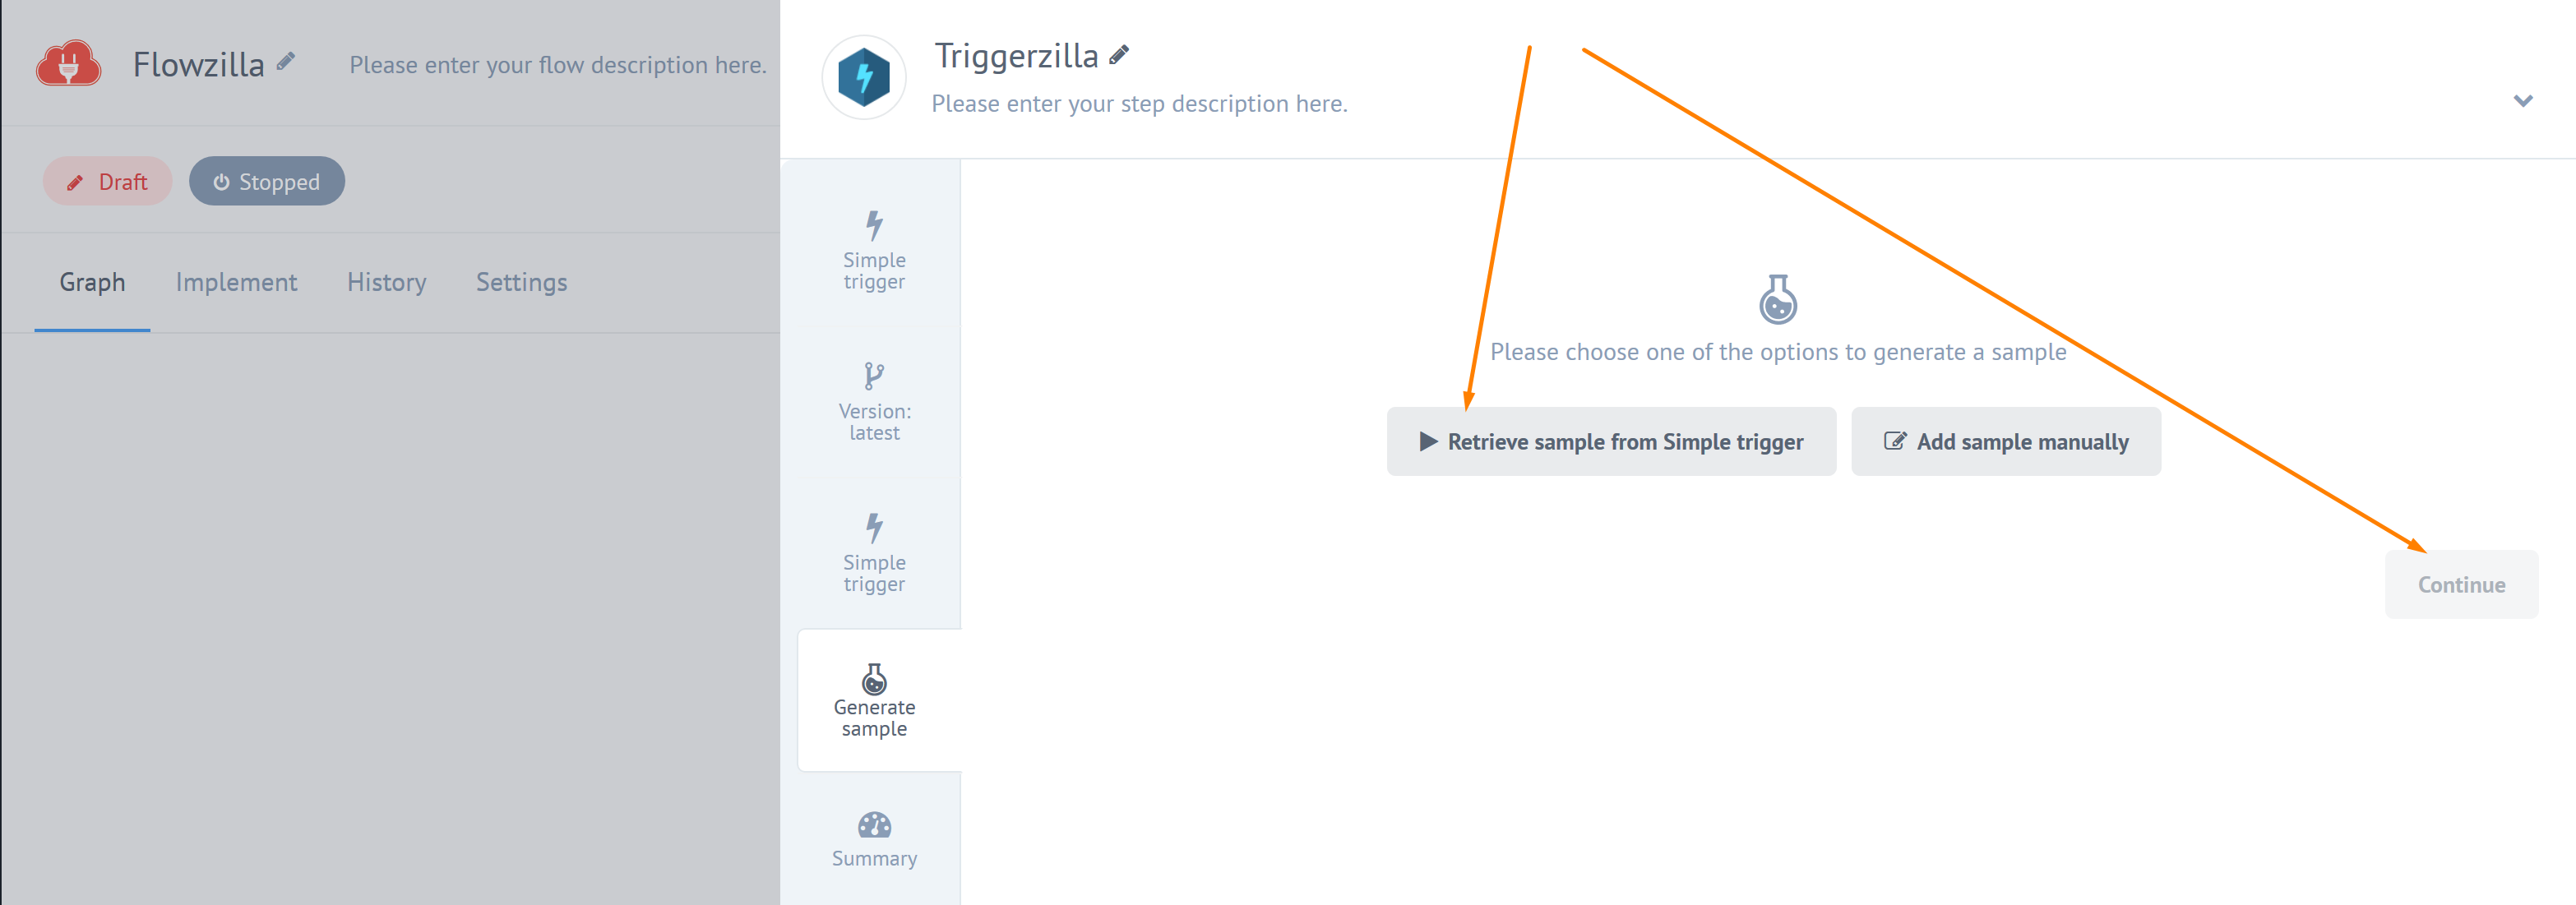 Flowzilla
Please enter your flow description here.
Draft
Stopped
Graph
Implement
History
Settings
Triggerzilla
Please enter your step description here.
Simple
trigger
Version:
latest
Simple
trigger
Generate
sample
Summary
Please choose one of the options to generate a sample
Retrieve sample from Simple trigger
Add sample manually
Continue